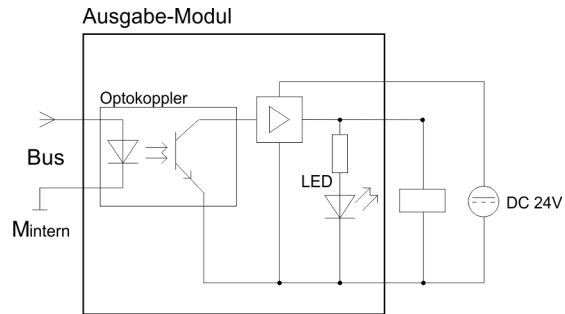 Ausgabe-Modul
Optokoppler
Bus
LED
DC 24V
Mintern